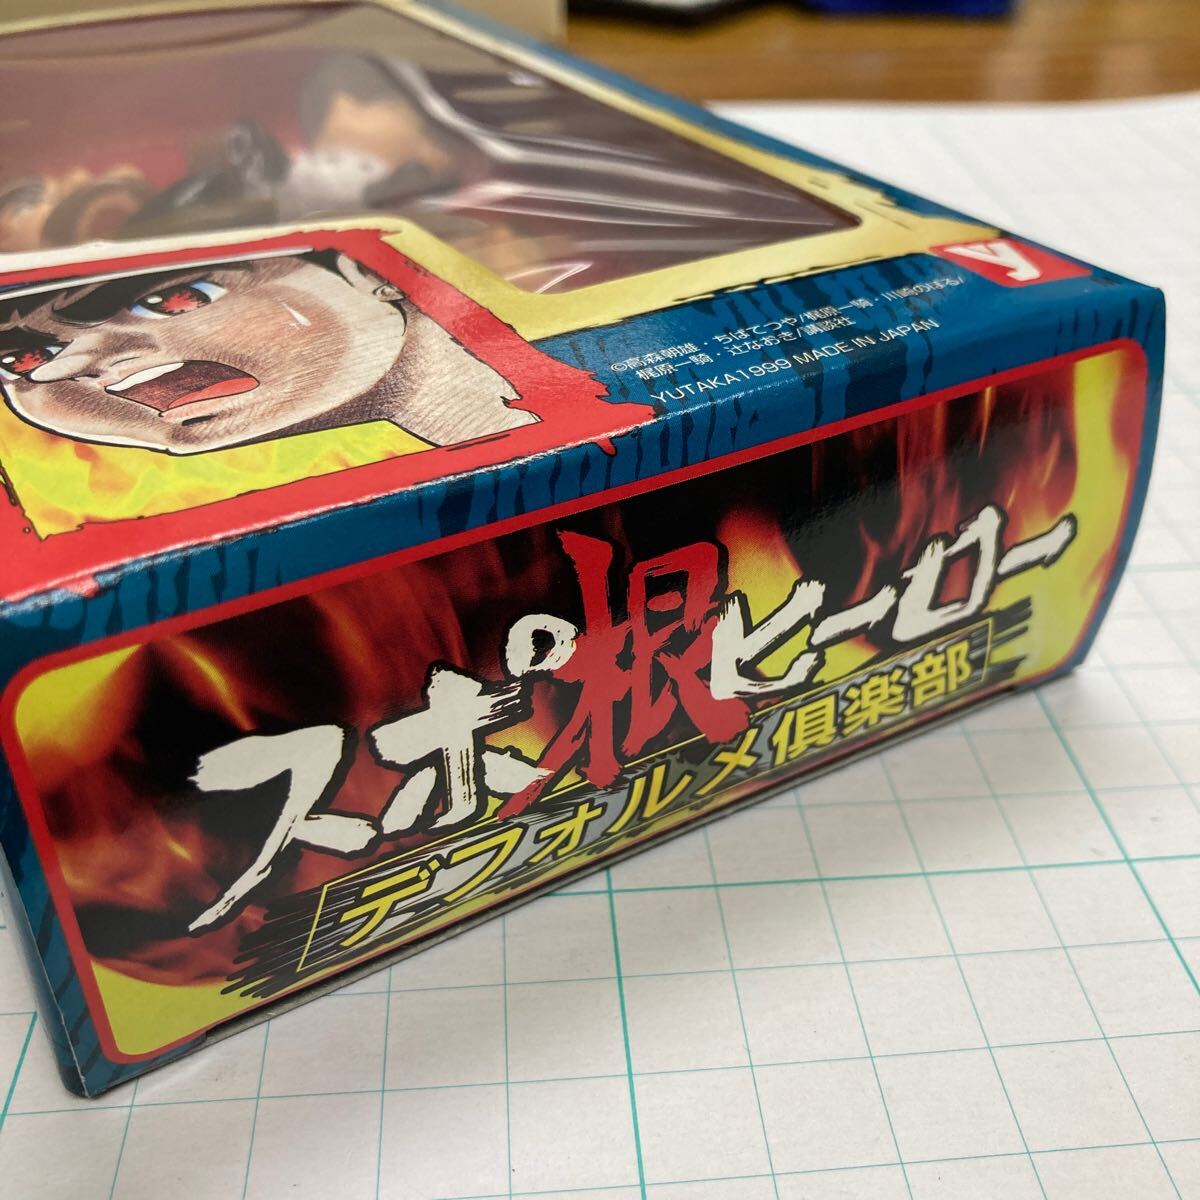 y
©高森朝雄・ちばてつや/梶原一騎・川崎のぼる/
梶原一騎・辻なおき/講談社
YUTAKA1999 MADE IN JAPAN
スポ根ヒーロー
デフォルメ倶楽部